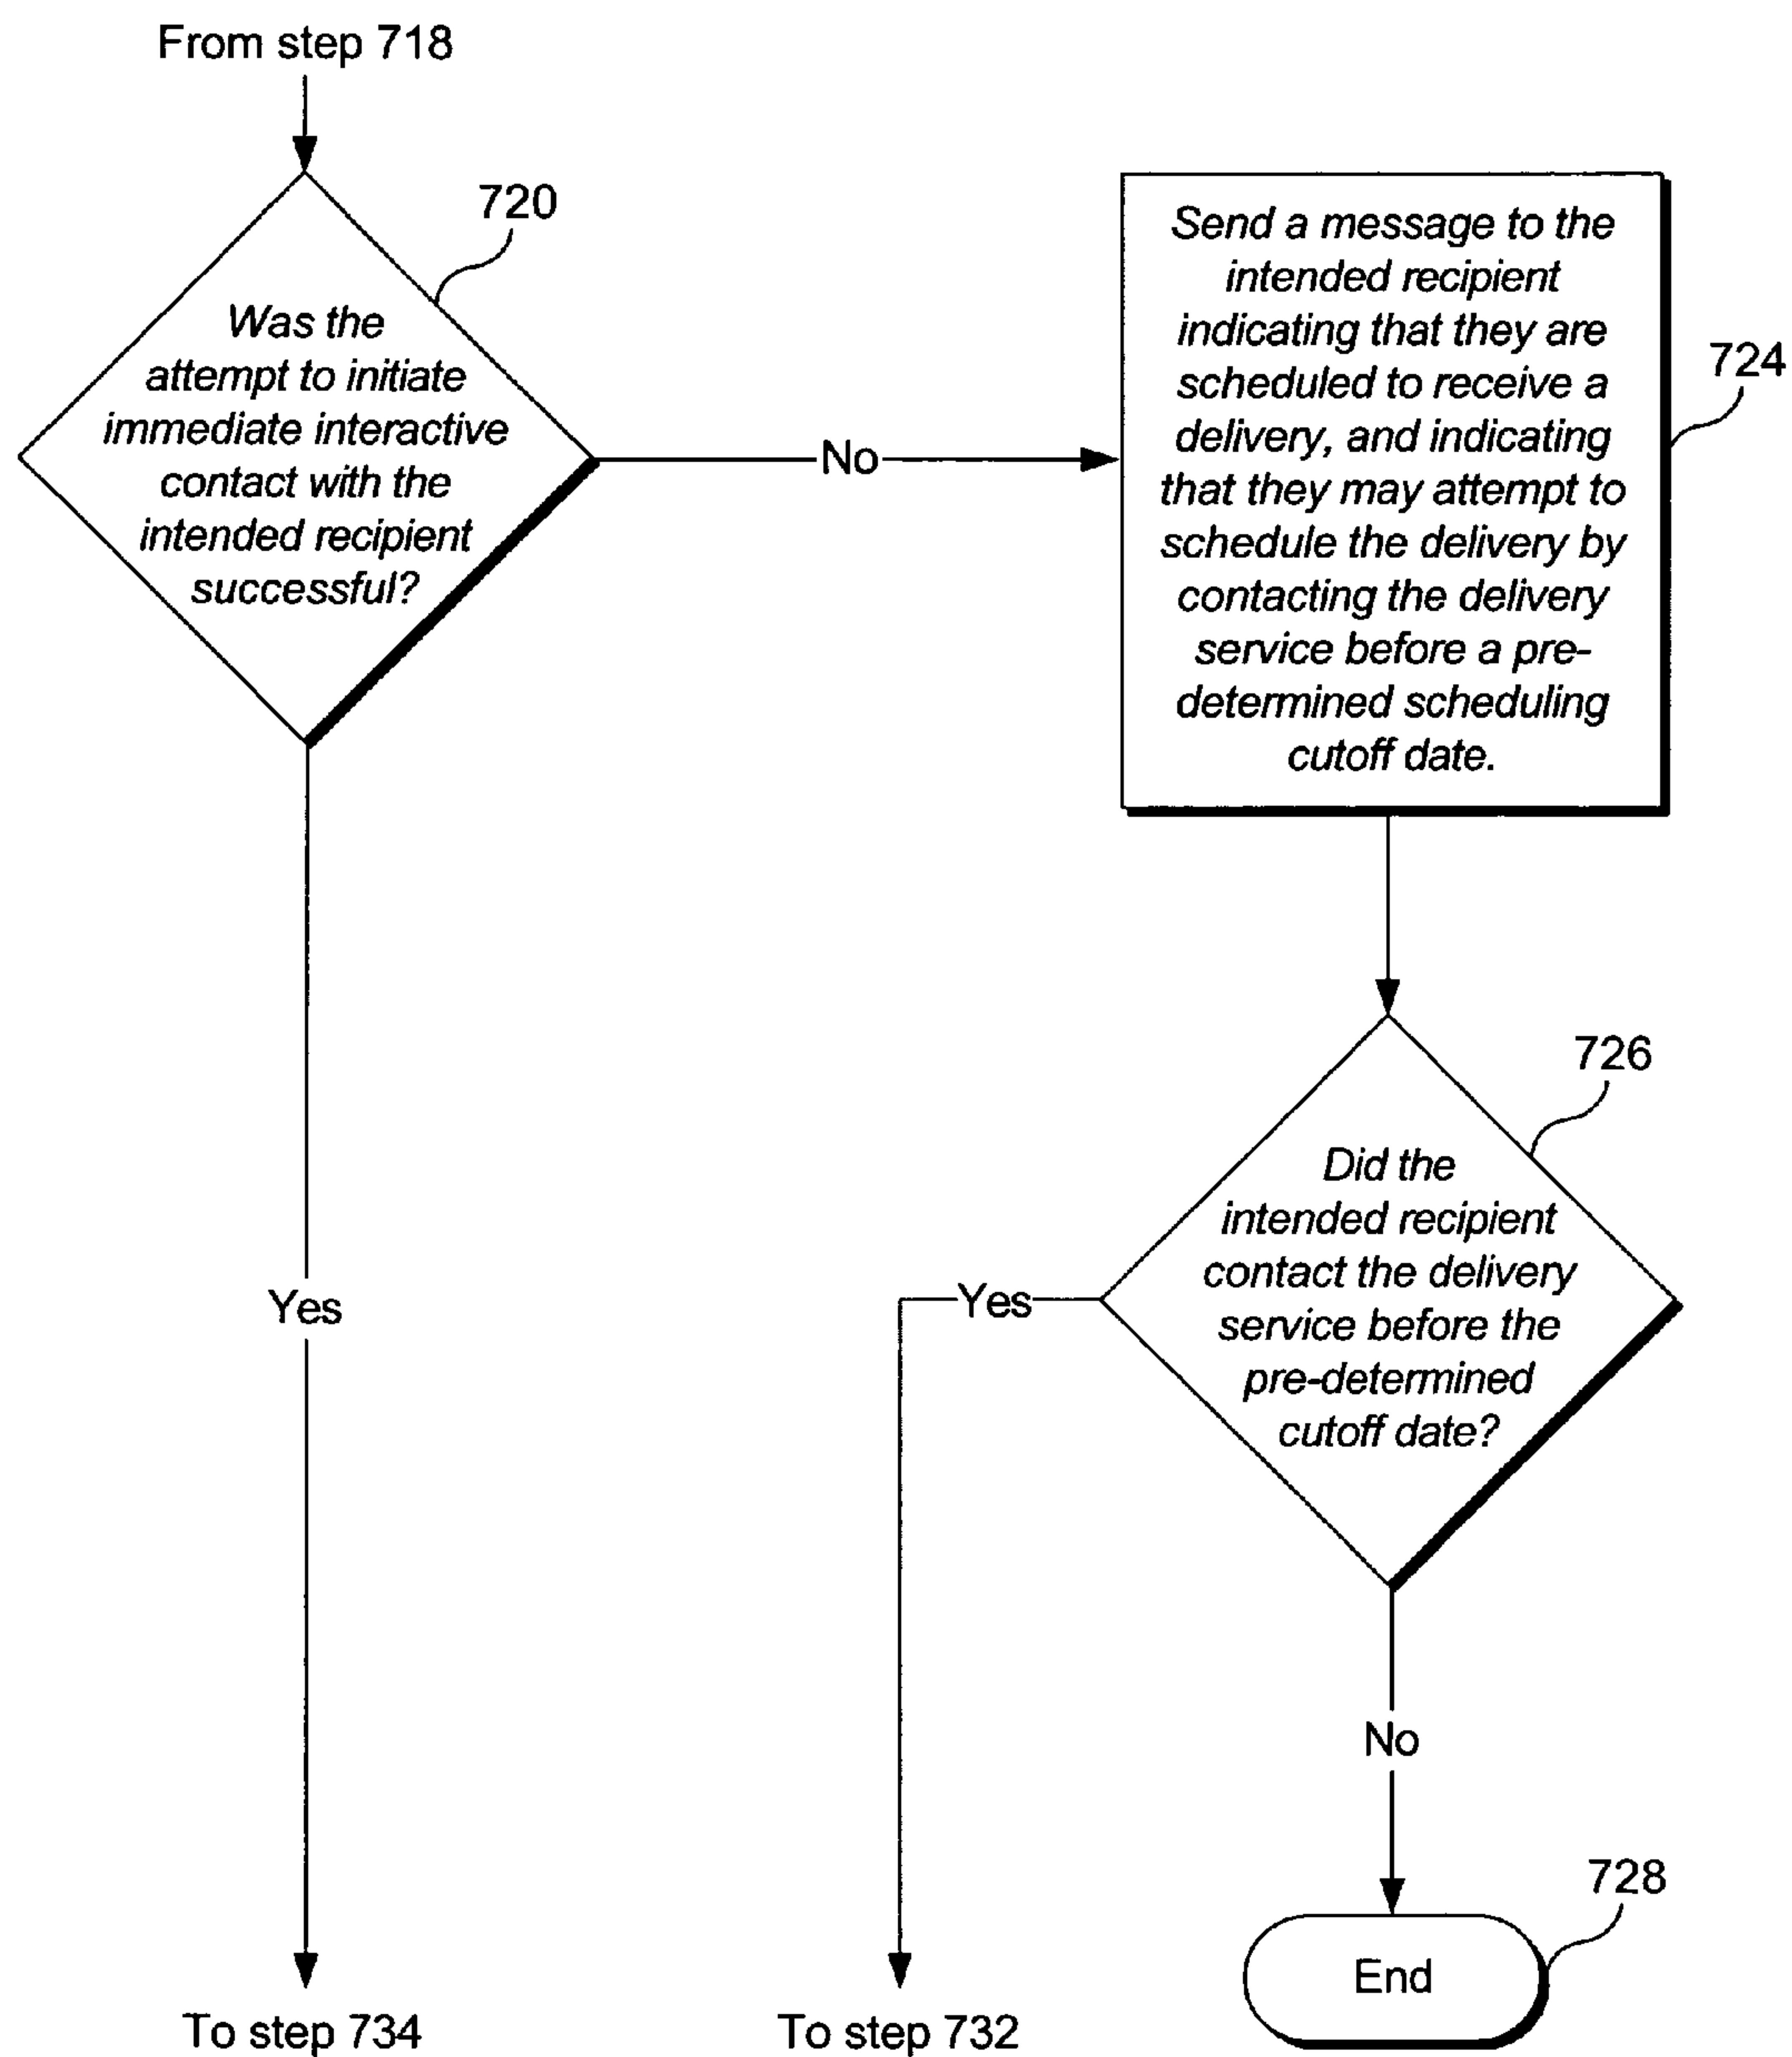 From step 718
720
Was the
attempt to initiate
immediate interactive
contact with the
intended recipient
successful?
No
Send a message to the
intended recipient
indicating that they are
scheduled to receive a
delivery, and indicating
that they may attempt to
schedule the delivery by
contacting the delivery
service before a pre-
determined scheduling
cutoff date.
724
726
Did the
intended recipient
contact the delivery
service before the
pre-determined
cutoff date?
Yes
Yes
No
728
End
To step 734
To step 732